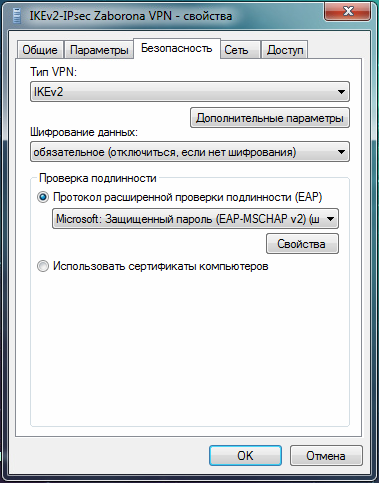 IKEv2-IPsec Zaborona VPN - свойства
Общие Параметры Безопасность Сеть Доступ
Тип VPN:
IKEv2
Дополнительные параметры
Шифрование данных:
обязательное (отключиться, если нет шифрования)
Проверка подлинности
Протокол расширенной проверки подлинности (EAP)
Microsoft: Защищенный пароль (EAP-MSCHAP v2) (ш
Свойства
Использовать сертификаты компьютеров
OK Отмена